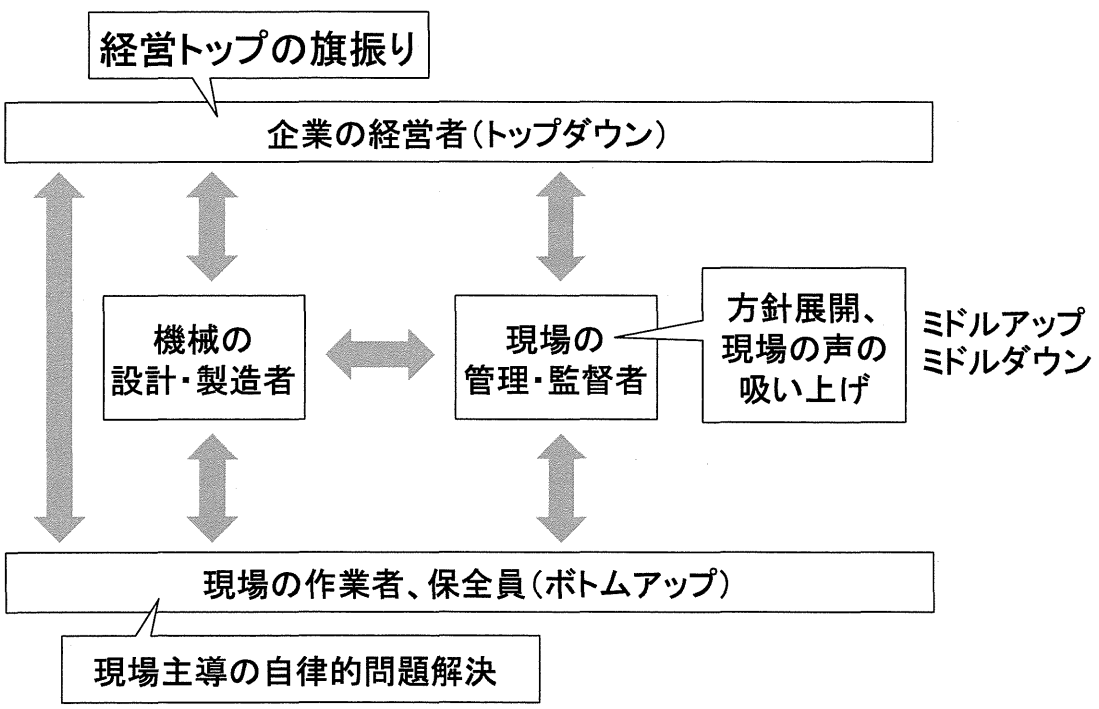 経営トップの旗振り
企業の経営者(トップダウン)
機械の
設計・製造者
現場の
管理・監督者
方針展開、
現場の声の
吸い上げ
ミドルアップ
ミドルダウン
現場の作業者、保全員(ボトムアップ)
現場主導の自律的問題解決